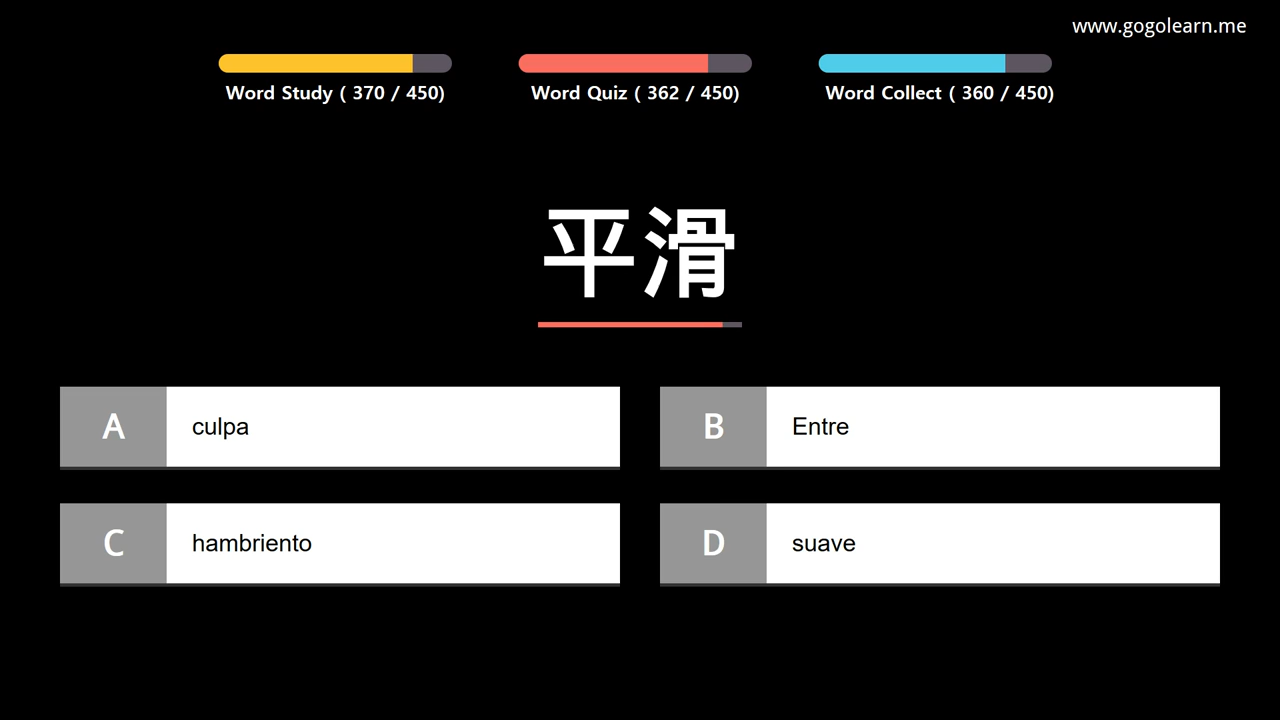 www.gogolearn.me
Word Study ( 370 / 450)
Word Quiz ( 362 / 450)
Word Collect ( 360 / 450)
平滑
A culpa
B Entre
C hambriento
D suave